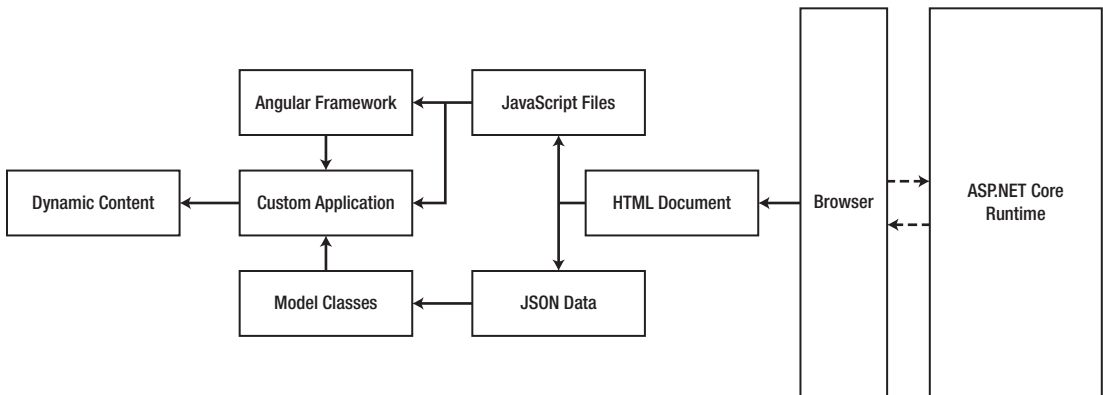 Angular Framework
JavaScript Files
Dynamic Content
Custom Application
HTML Document
Browser
ASP.NET Core
Runtime
Model Classes
JSON Data